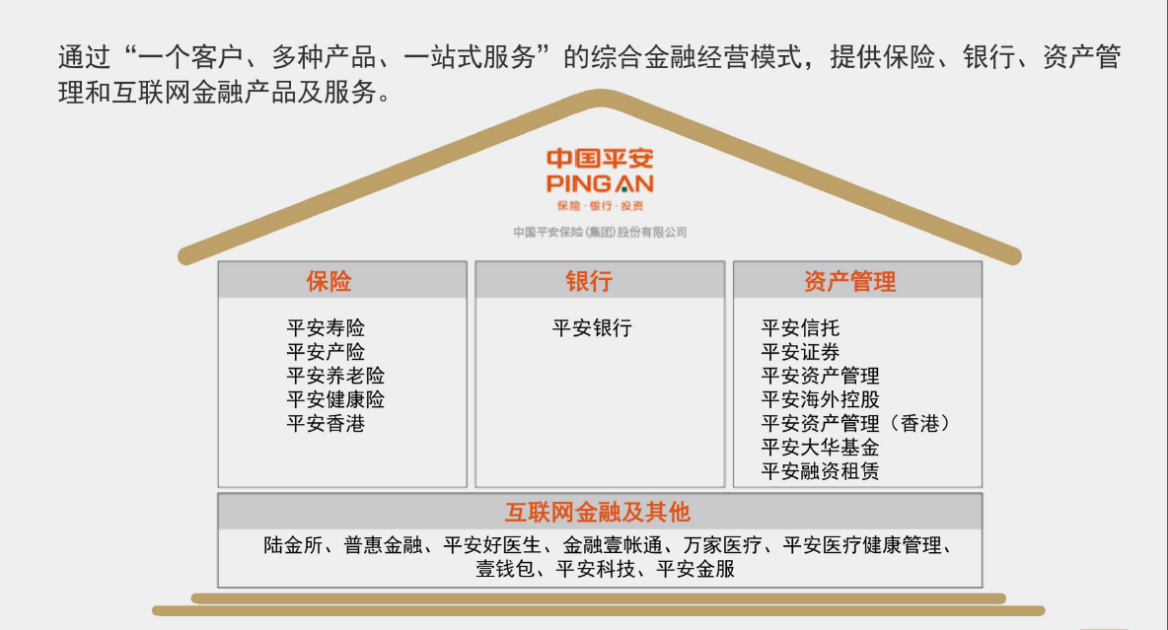 通过“一个客户、多种产品、一站式服务”的综合金融经营模式，提供保险、银行、资产管
理和互联网金融产品及服务。
中国平安
PING AN
保险·银行·投资
中国平安保险(集团)股份有限公司
保险
平安寿险
平安产险
平安养老险
平安健康险
平安香港
银行
平安银行
资产管理
平安信托
平安证券
平安资产管理
平安海外控股
平安资产管理（香港）
平安大华基金
平安融资租赁
互联网金融及其他
陆金所、普惠金融、平安好医生、金融壹帐通、万家医疗、平安医疗健康管理、
壹钱包、平安科技、平安金服